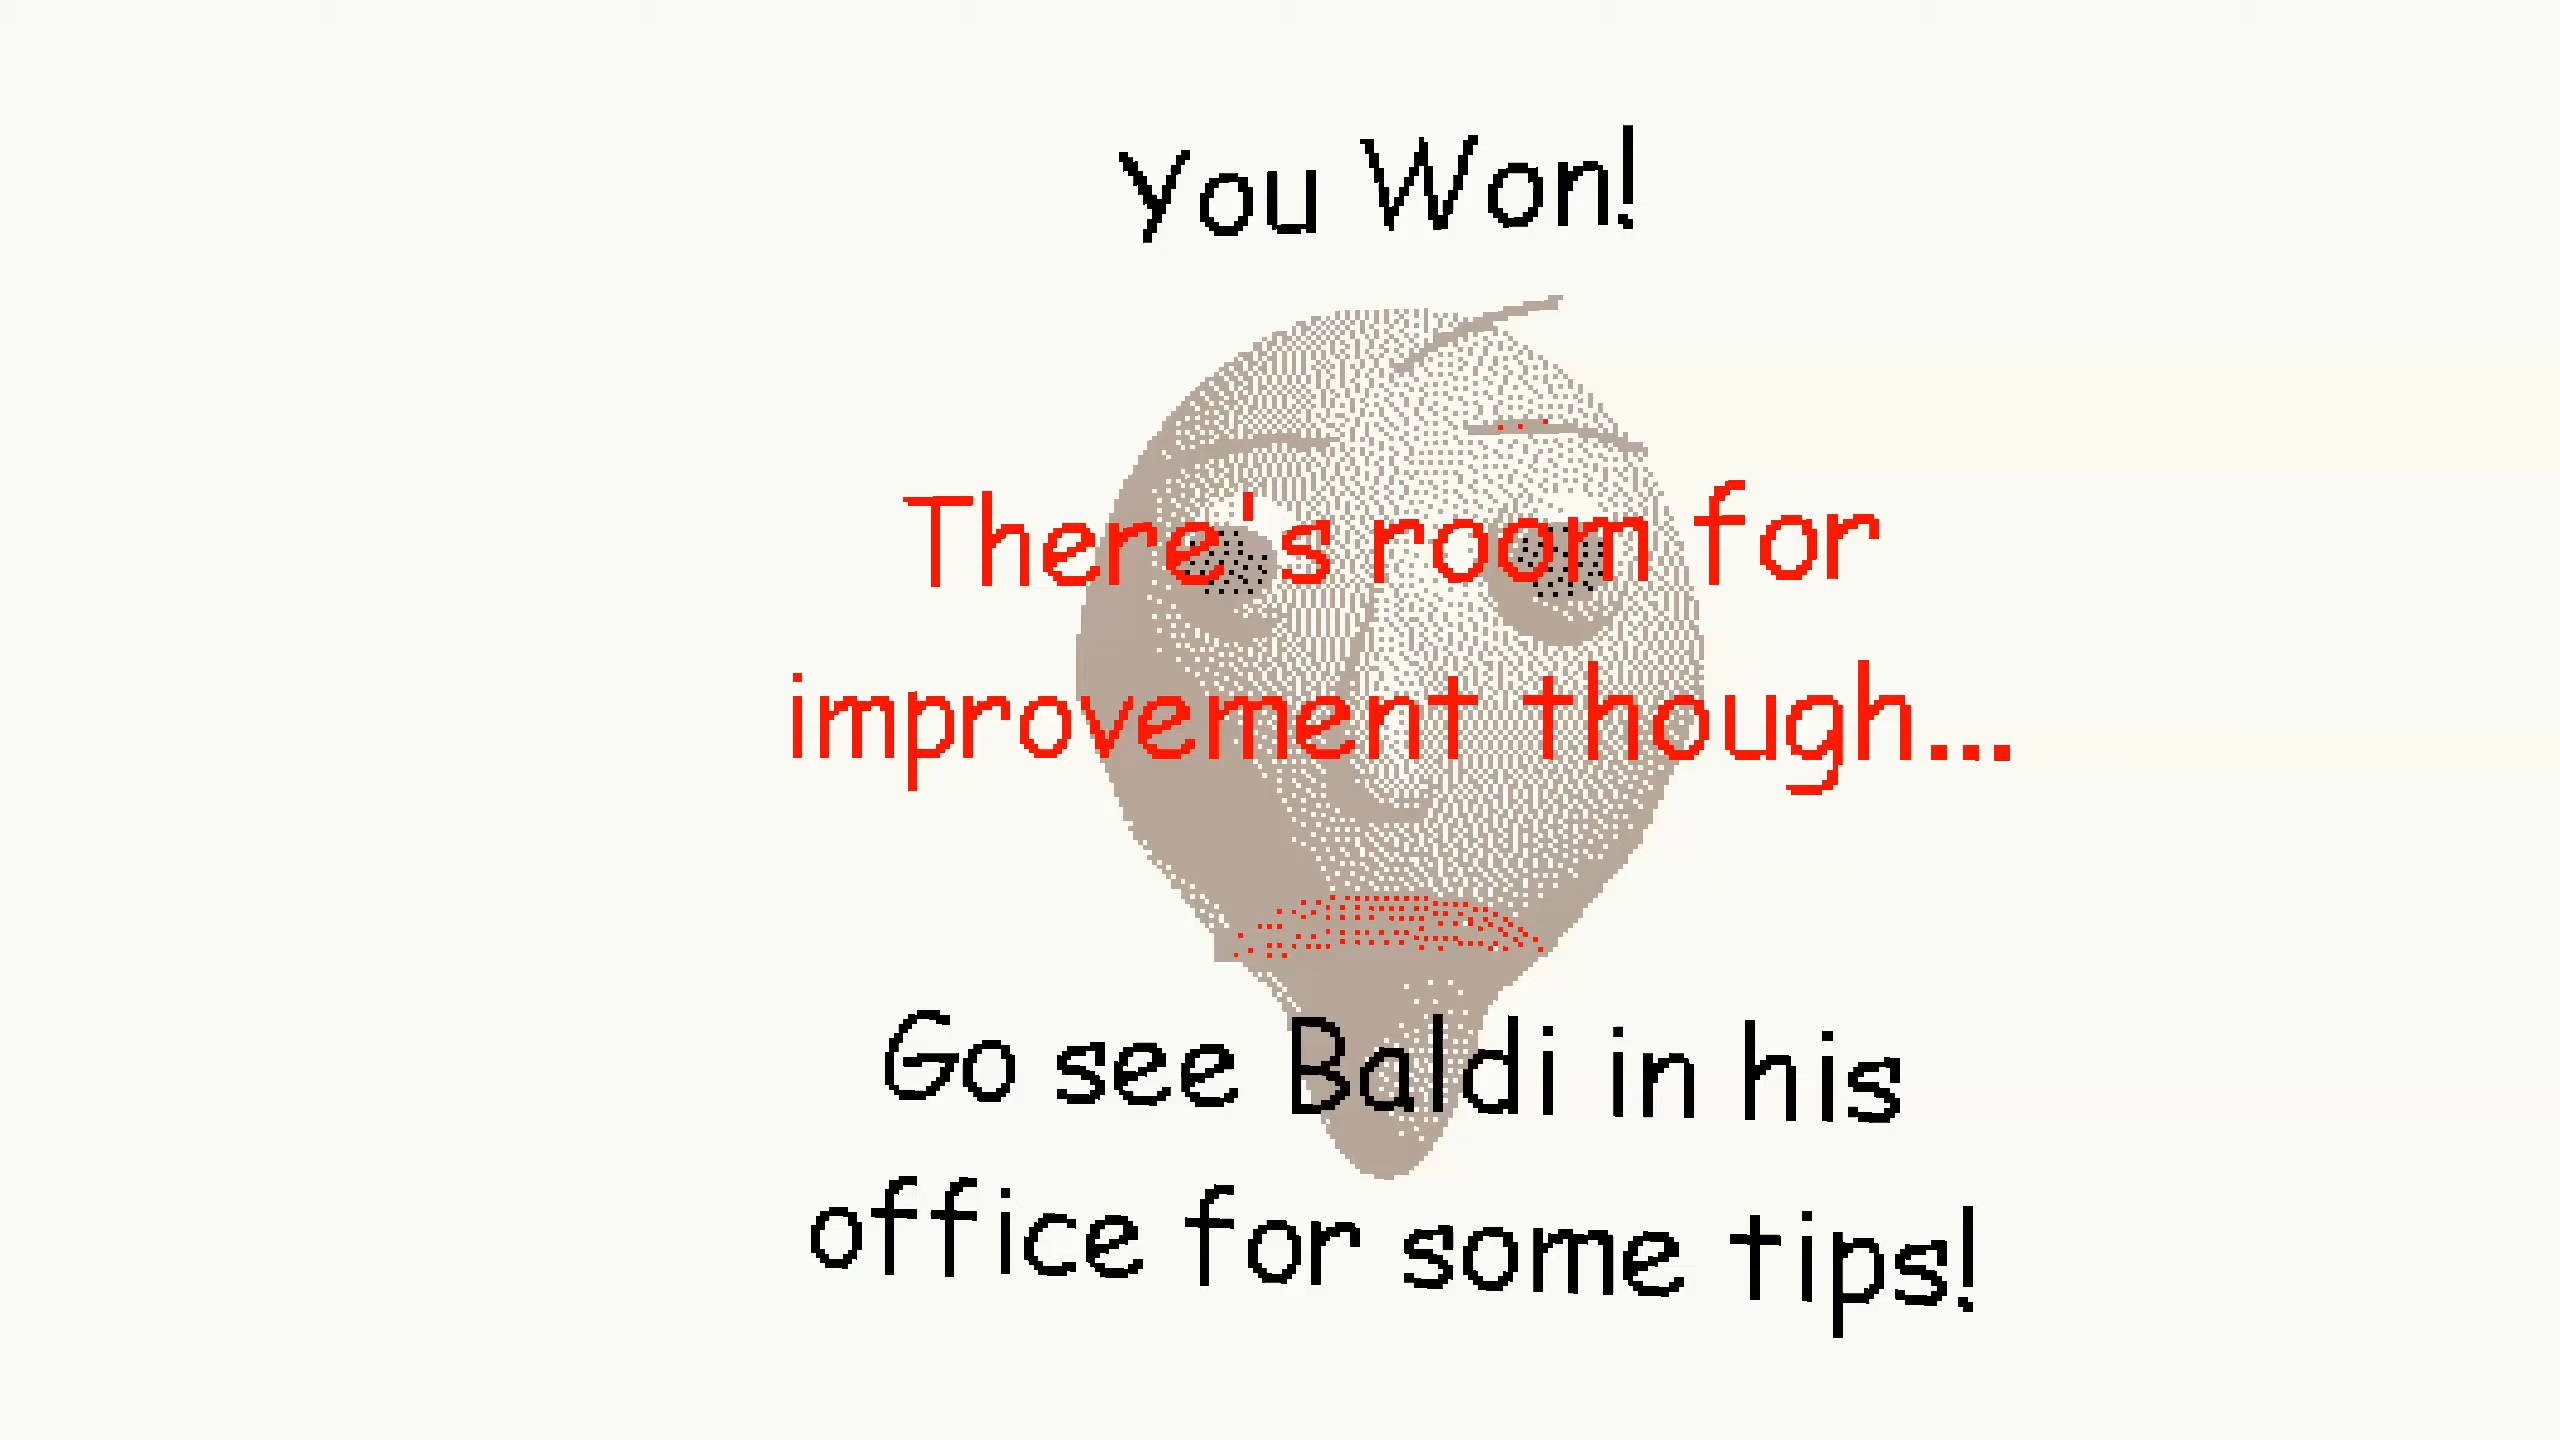 You Won!
There's room for
improvement though...
Go see Baldi in his
office for some tips!